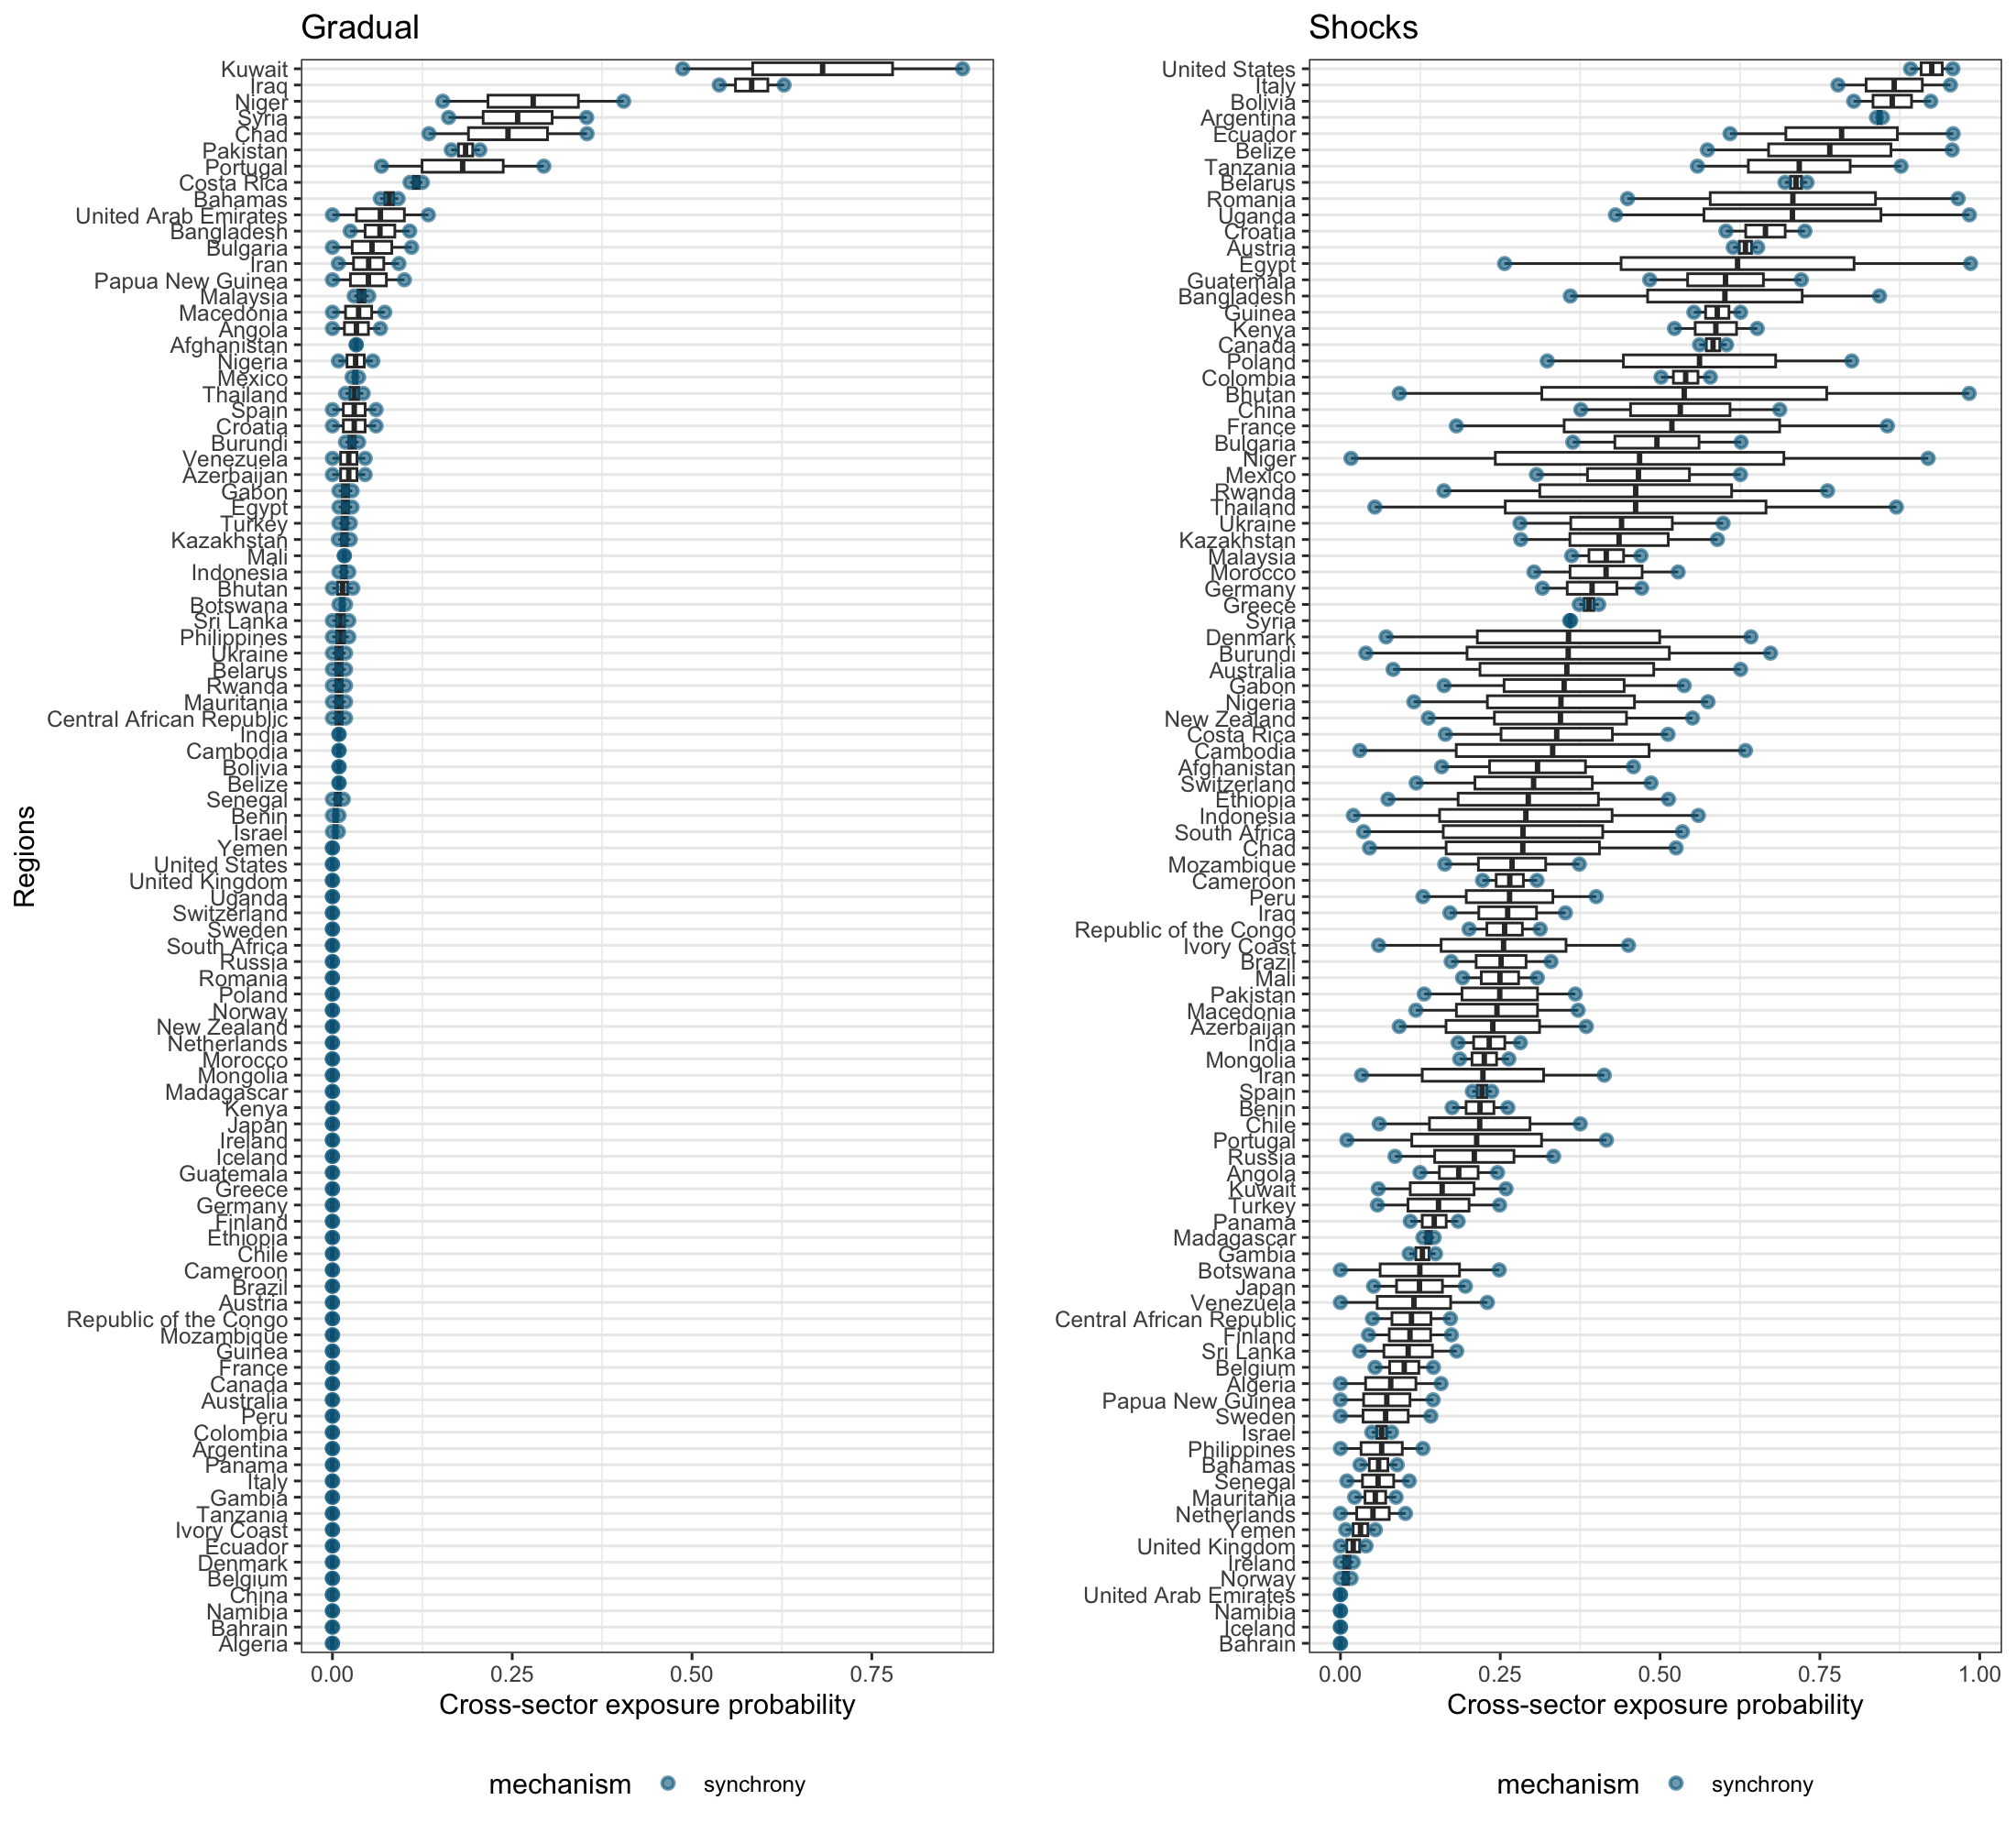 Gradual
Regions
Kuwait
Iraq
Niger
Syria
Chad
Pakistan
Portugal
Costa Rica
Bahamas
United Arab Emirates
Bangladesh
Bulgaria
Iran
Papua New Guinea
Malaysia
Macedonia
Angola
Afghanistan
Nigeria
Mexico
Thailand
Spain
Croatia
Burundi
Venezuela
Azerbaijan
Gabon
Egypt
Turkey
Kazakhstan
Mali
Indonesia
Bhutan
Botswana
Sri Lanka
Philippines
Ukraine
Belarus
Rwanda
Mauritania
Central African Republic
India
Cambodia
Bolivia
Belize
Senegal
Benin
Israel
Yemen
United States
United Kingdom
Uganda
Switzerland
Sweden
South Africa
Russia
Romania
Poland
Norway
New Zealand
Netherlands
Morocco
Mongolia
Madagascar
Kenya
Japan
Ireland
Iceland
Guatemala
Greece
Germany
Finland
Ethiopia
Chile
Cameroon
Brazil
Austria
Republic of the Congo
Mozambique
Guinea
France
Canada
Australia
Peru
Colombia
Argentina
Panama
Italy
Gambia
Tanzania
Ivory Coast
Ecuador
Denmark
Belgium
China
Namibia
Bahrain
Algeria
0.00 0.25 0.50 0.75
Cross-sector exposure probability
mechanism synchrony
Shocks
United States
Italy
Bolivia
Argentina
Ecuador
Belize
Tanzania
Belarus
Romania
Uganda
Croatia
Austria
Egypt
Guatemala
Bangladesh
Guinea
Kenya
Canada
Poland
Colombia
Bhutan
China
France
Bulgaria
Niger
Mexico
Rwanda
Thailand
Ukraine
Kazakhstan
Malaysia
Morocco
Germany
Greece
Syria
Denmark
Burundi
Australia
Gabon
Nigeria
New Zealand
Costa Rica
Cambodia
Afghanistan
Switzerland
Ethiopia
Indonesia
South Africa
Chad
Mozambique
Cameroon
Peru
Iraq
Republic of the Congo
Ivory Coast
Brazil
Mali
Pakistan
Macedonia
Azerbaijan
India
Mongolia
Iran
Spain
Benin
Chile
Portugal
Russia
Angola
Kuwait
Turkey
Panama
Madagascar
Gambia
Botswana
Japan
Venezuela
Central African Republic
Finland
Sri Lanka
Belgium
Algeria
Papua New Guinea
Sweden
Israel
Philippines
Bahamas
Senegal
Mauritania
Netherlands
Yemen
United Kingdom
Ireland
Norway
United Arab Emirates
Namibia
Iceland
Bahrain
0.00 0.25 0.50 0.75 1.00
Cross-sector exposure probability
mechanism synchrony